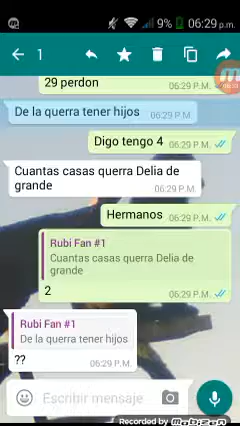 9% 06:29 p.m.
1
29 perdon
06:29 P.M.
De la querra tener hijos
06:29 P.M.
Digo tengo 4
06:29 P.M.
Cuantas casas querra Delia de
grande
06:29 P.M.
Hermanos
06:29 P.M.
Rubi Fan #1
Cuantas casas querra Delia de
grande
2
06:29 P.M.
Rubi Fan #1
De la querra tener hijos
??
06:29 P.M.
Escribir mensaje
Recorded by Mobizen